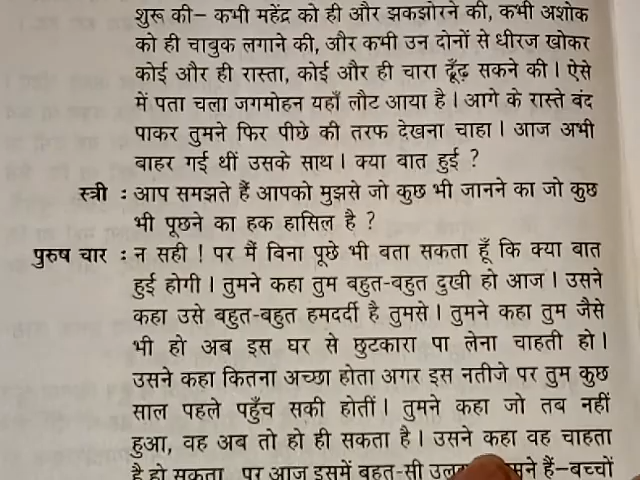 शुरू की– कभी महेंद्र को ही और झकझोरने की, कभी अशोक
को ही चाबुक लगाने की, और कभी उन दोनों से धीरज खोकर
कोई और ही रास्ता, कोई और ही चारा ढूँढ़ सकने की। ऐसे
में पता चला जगमोहन यहाँ लौट आया है। आगे के रास्ते बंद
पाकर तुमने फिर पीछे की तरफ देखना चाहा। आज अभी
बाहर गई थीं उसके साथ। क्या बात हुई ?
स्त्री : आप समझते हैं आपको मुझसे जो कुछ भी जानने का जो कुछ
भी पूछने का हक हासिल है ?
पुरुष चार : न सही ! पर मैं बिना पूछे भी बता सकता हूँ कि क्या बात
हुई होगी। तुमने कहा तुम बहुत-बहुत दुखी हो आज। उसने
कहा उसे बहुत-बहुत हमदर्दी है तुमसे। तुमने कहा तुम जैसे
भी हो अब इस घर से छुटकारा पा लेना चाहती हो।
उसने कहा कितना अच्छा होता अगर इस नतीजे पर तुम कुछ
साल पहले पहुँच सकी होतीं। तुमने कहा जो तब नहीं
हुआ, वह अब तो हो ही सकता है। उसने कहा वह चाहता
है हो सकता पर आज इसमें बहुत-सी हैं–बच्चों